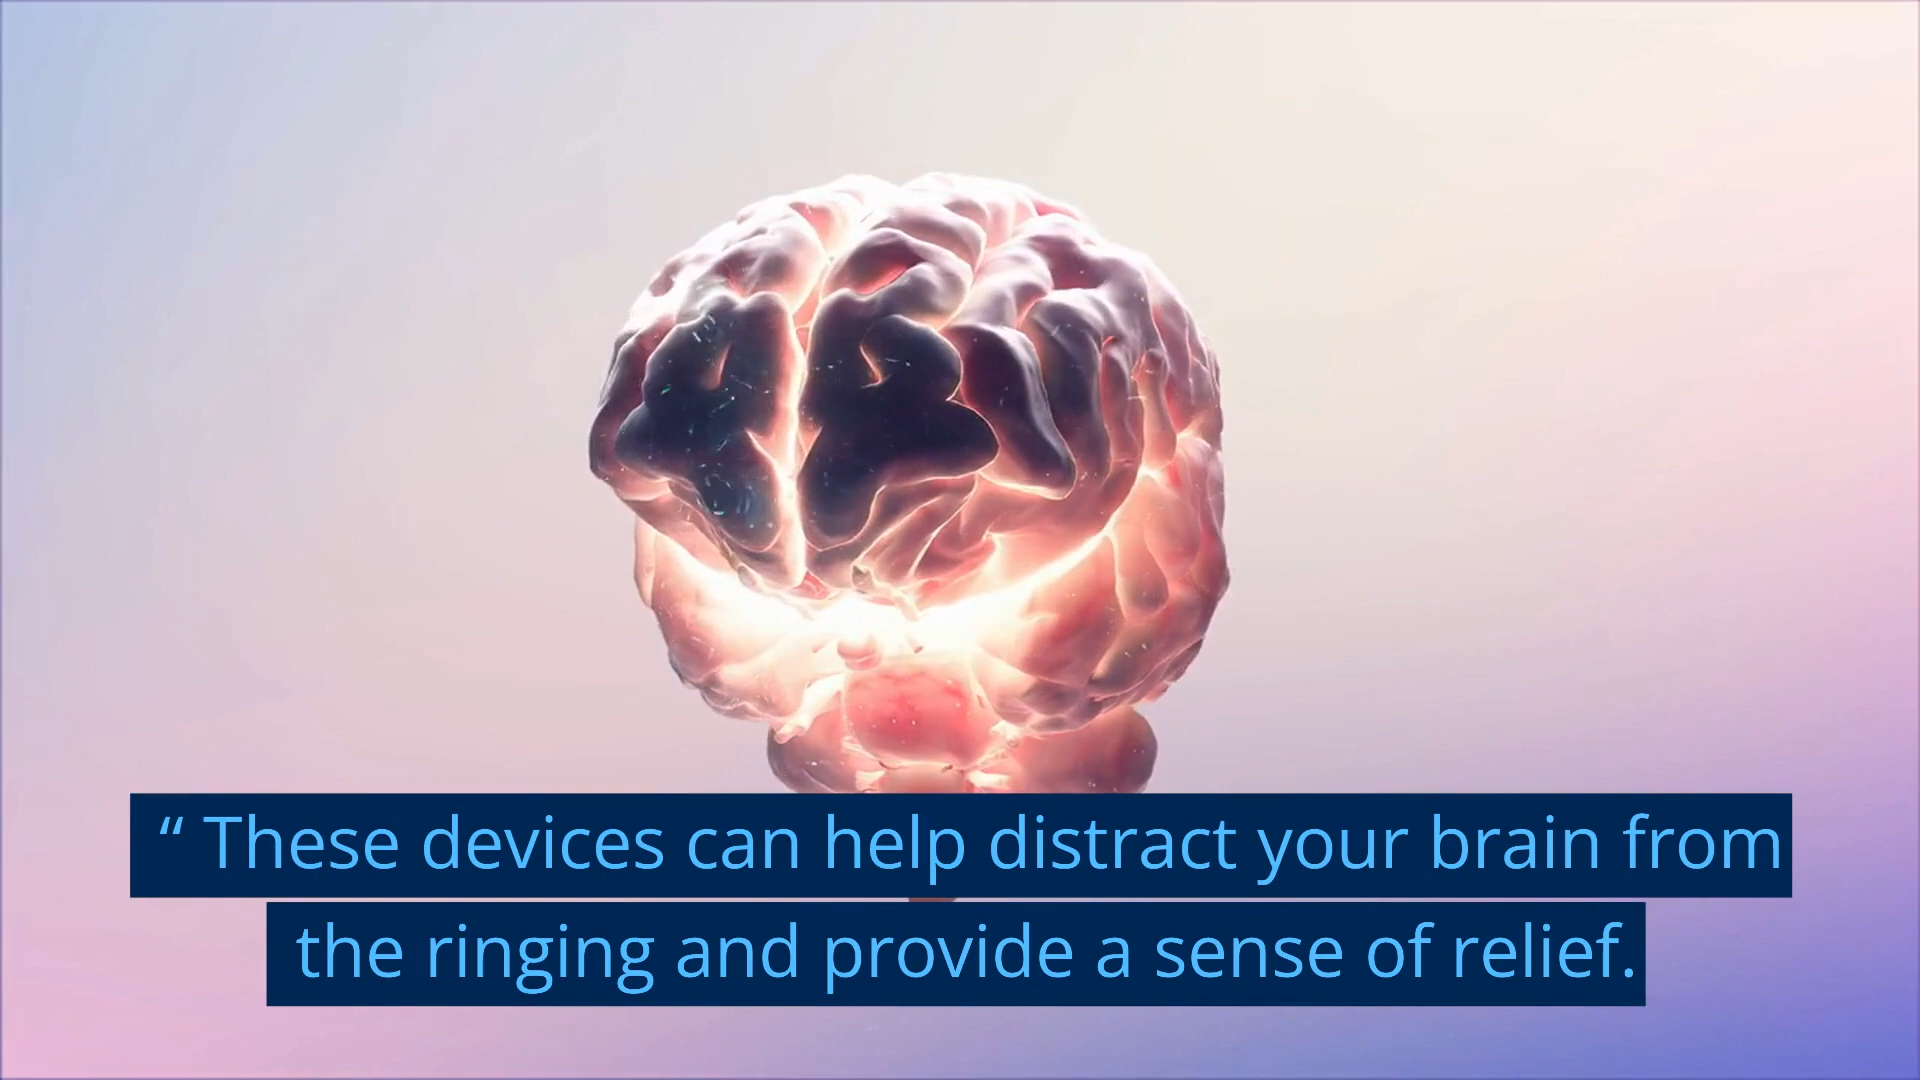 “ These devices can help distract your brain from
the ringing and provide a sense of relief.